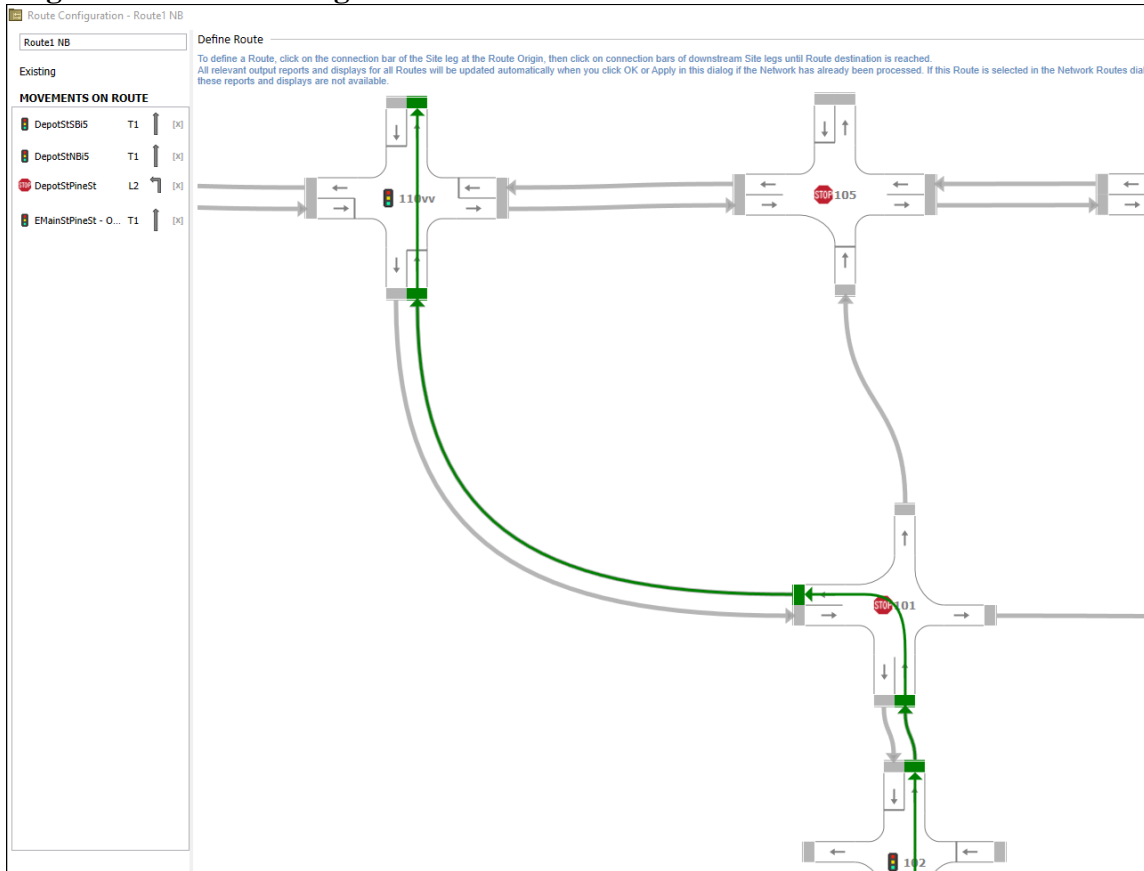 Route Configuration - Route1 NB
Route1 NB
Existing
MOVEMENTS ON ROUTE
DepotStSBi5 T1 [X]
DepotStNBi5 T1 [X]
STOP DepotStPineSt L2 [X]
EMainStPineSt - O... T1 [X]
Define Route
To define a Route, click on the connection bar of the Site leg at the Route Origin, then click on connection bars of downstream Site legs until Route destination is reached.
All relevant output reports and displays for all Routes will be updated automatically when you click OK or Apply in this dialog if the Network has already been processed. If this Route is selected in the Network Routes dial
these reports and displays are not available.
110vv
STOP 105
STOP 101
102